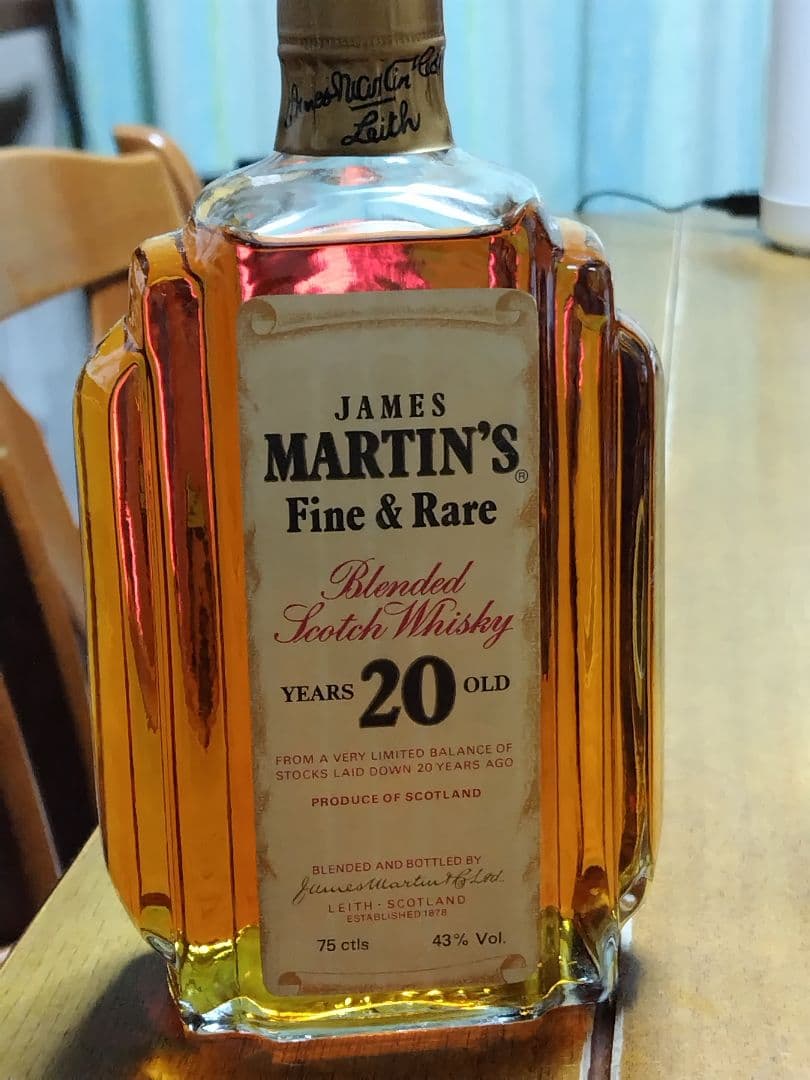 James Martin & Co
Leith
JAMES
MARTIN'S®
Fine & Rare
Blended
Scotch Whisky
YEARS 20 OLD
FROM A VERY LIMITED BALANCE OF
STOCKS LAID DOWN 20 YEARS AGO
PRODUCE OF SCOTLAND
BLENDED AND BOTTLED BY
James Martin & Co Ltd.
LEITH · SCOTLAND
ESTABLISHED 1878
75 ctls 43% Vol.